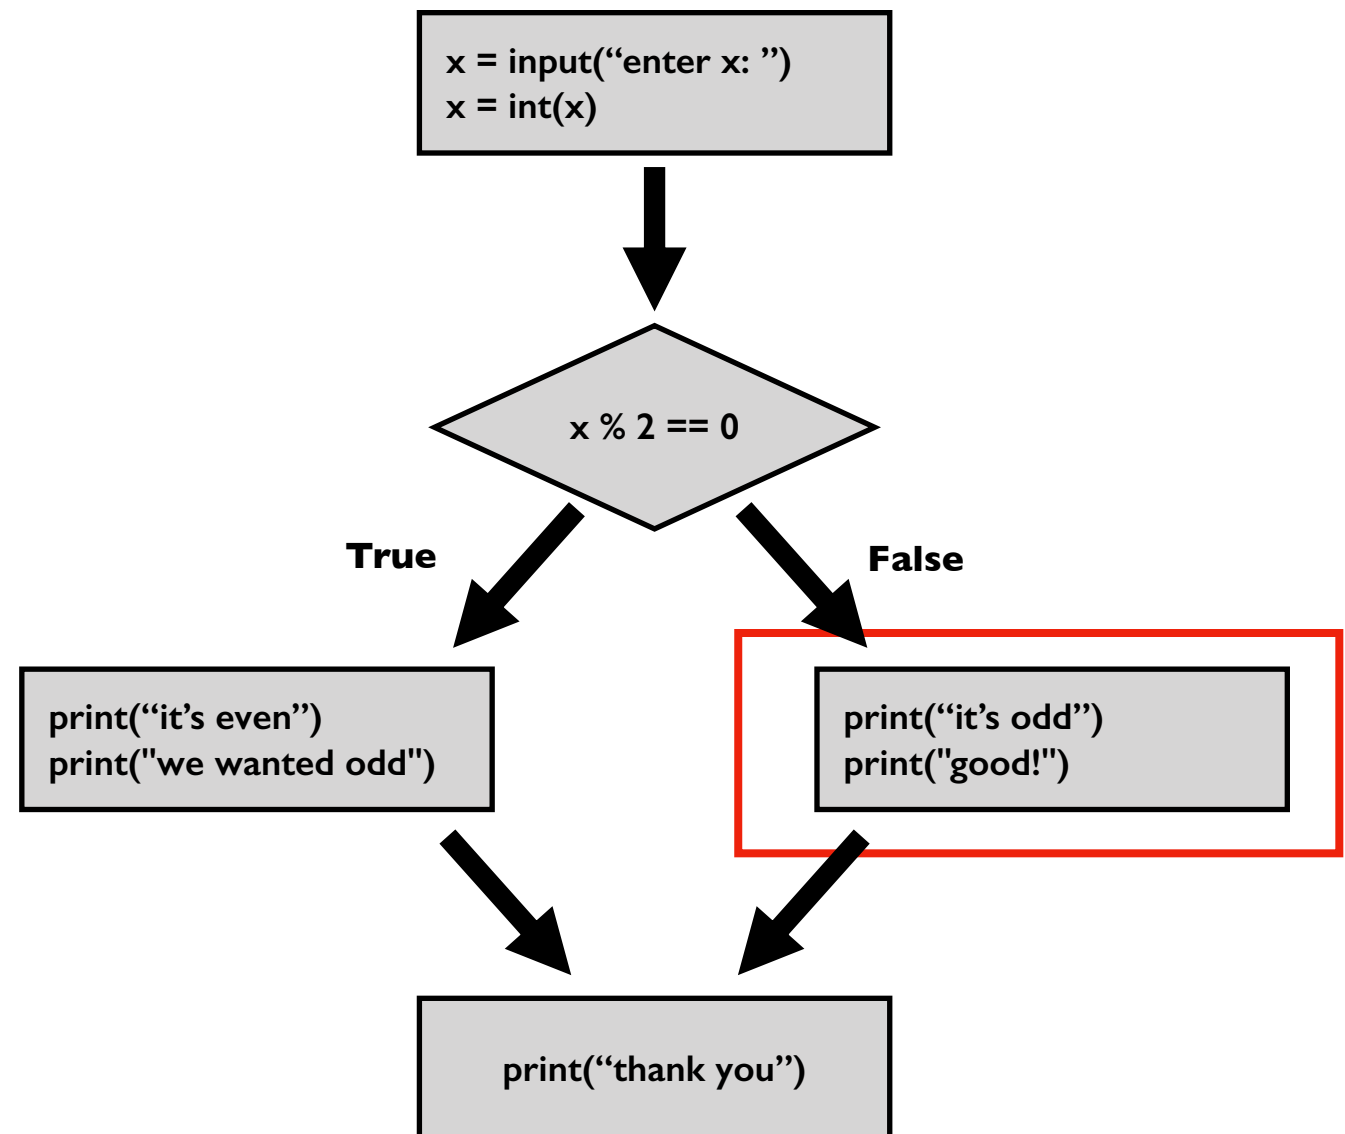 x = input(“enter x: ”)
x = int(x)
x % 2 == 0
True
False
print(“it’s even”)
print("we wanted odd")
print(“it’s odd”)
print("good!")
print(“thank you”)